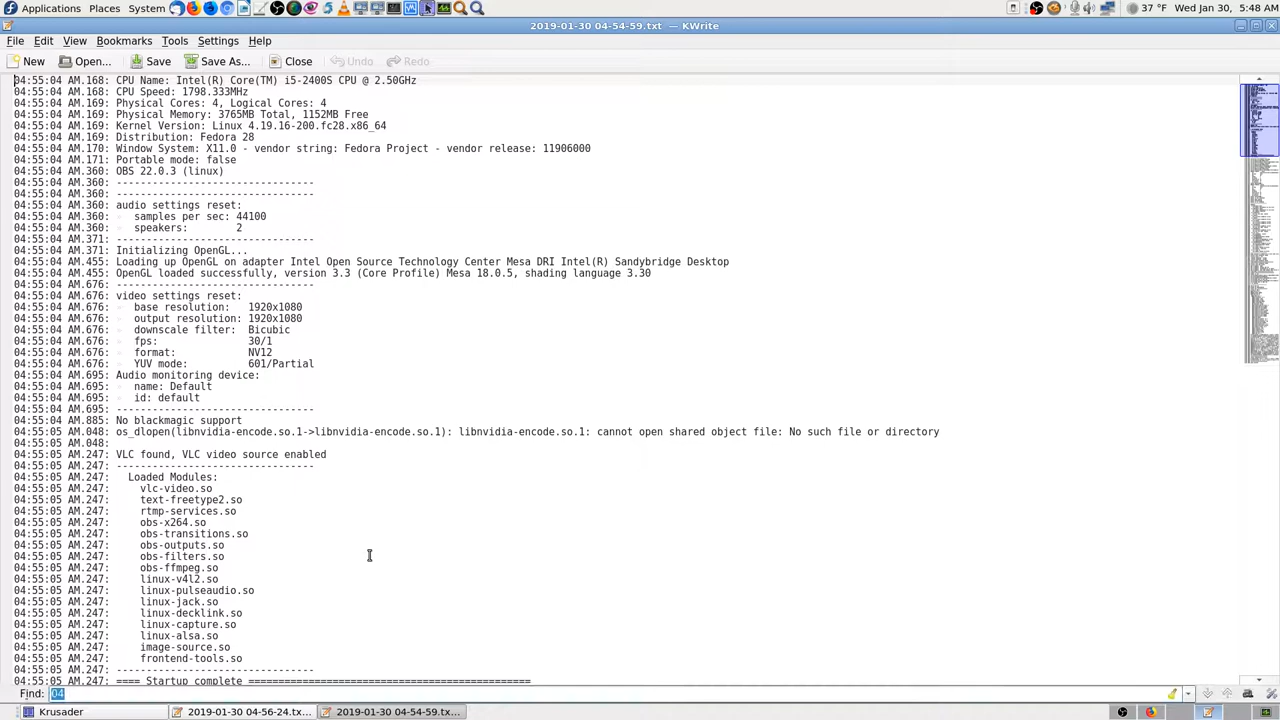 Applications Places System 37 °F Wed Jan 30, 5:48 AM
2019-01-30 04-54-59.txt — KWrite
File Edit View Bookmarks Tools Settings Help
New Open... Save Save As... Close Undo Redo
04:55:04 AM.168: CPU Name: Intel(R) Core(TM) i5-2400S CPU @ 2.50GHz
04:55:04 AM.168: CPU Speed: 1798.333MHz
04:55:04 AM.169: Physical Cores: 4, Logical Cores: 4
04:55:04 AM.169: Physical Memory: 3765MB Total, 1152MB Free
04:55:04 AM.169: Kernel Version: Linux 4.19.16-200.fc28.x86_64
04:55:04 AM.169: Distribution: Fedora 28
04:55:04 AM.170: Window System: X11.0 - vendor string: Fedora Project - vendor release: 11906000
04:55:04 AM.171: Portable mode: false
04:55:04 AM.360: OBS 22.0.3 (linux)
04:55:04 AM.360: ---------------------------------
04:55:04 AM.360: ---------------------------------
04:55:04 AM.360: audio settings reset:
04:55:04 AM.360: samples per sec: 44100
04:55:04 AM.360: speakers: 2
04:55:04 AM.371: ---------------------------------
04:55:04 AM.371: Initializing OpenGL...
04:55:04 AM.455: Loading up OpenGL on adapter Intel Open Source Technology Center Mesa DRI Intel(R) Sandybridge Desktop
04:55:04 AM.455: OpenGL loaded successfully, version 3.3 (Core Profile) Mesa 18.0.5, shading language 3.30
04:55:04 AM.676: ---------------------------------
04:55:04 AM.676: video settings reset:
04:55:04 AM.676: base resolution: 1920x1080
04:55:04 AM.676: output resolution: 1920x1080
04:55:04 AM.676: downscale filter: Bicubic
04:55:04 AM.676: fps: 30/1
04:55:04 AM.676: format: NV12
04:55:04 AM.676: YUV mode: 601/Partial
04:55:04 AM.695: Audio monitoring device:
04:55:04 AM.695: name: Default
04:55:04 AM.695: id: default
04:55:04 AM.695: ---------------------------------
04:55:04 AM.885: No blackmagic support
04:55:05 AM.048: os_dlopen(libnvidia-encode.so.1->libnvidia-encode.so.1): libnvidia-encode.so.1: cannot open shared object file: No such file or directory
04:55:05 AM.048:
04:55:05 AM.247: VLC found, VLC video source enabled
04:55:05 AM.247: ---------------------------------
04:55:05 AM.247: Loaded Modules:
04:55:05 AM.247: vlc-video.so
04:55:05 AM.247: text-freetype2.so
04:55:05 AM.247: rtmp-services.so
04:55:05 AM.247: obs-x264.so
04:55:05 AM.247: obs-transitions.so
04:55:05 AM.247: obs-outputs.so
04:55:05 AM.247: obs-filters.so
04:55:05 AM.247: obs-ffmpeg.so
04:55:05 AM.247: linux-v4l2.so
04:55:05 AM.247: linux-pulseaudio.so
04:55:05 AM.247: linux-jack.so
04:55:05 AM.247: linux-decklink.so
04:55:05 AM.247: linux-capture.so
04:55:05 AM.247: linux-alsa.so
04:55:05 AM.247: image-source.so
04:55:05 AM.247: frontend-tools.so
04:55:05 AM.247: ---------------------------------
04:55:05 AM.247: ==== Startup complete ===============================================
Find: 04
Krusader 2019-01-30 04-56-24.tx... 2019-01-30 04-54-59.tx...